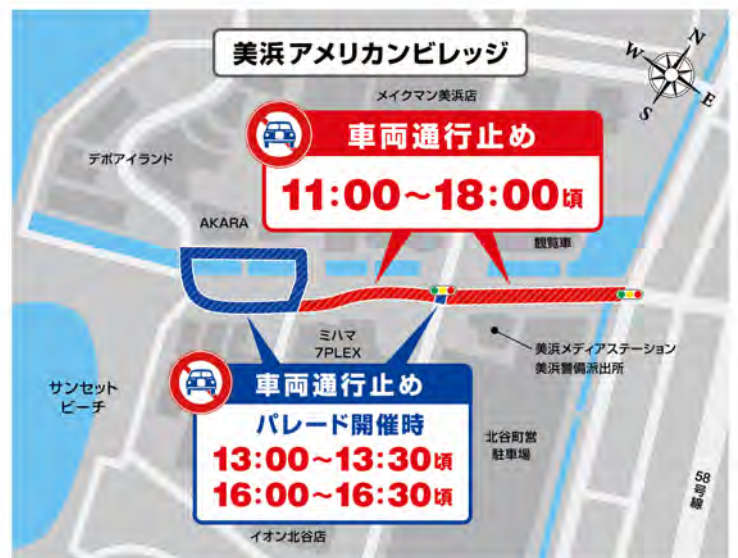 美浜アメリカンビレッジ
N
W
E
S
メイクマン美浜店
車両通行止め
11:00～18:00頃
デポアイランド
AKARA
観覧車
ミハマ
7PLEX
美浜メディアステーション
美浜警備派出所
サンセット
ビーチ
車両通行止め
パレード開催時
13:00～13:30頃
16:00～16:30頃
北谷町営
駐車場
58号線
イオン北谷店